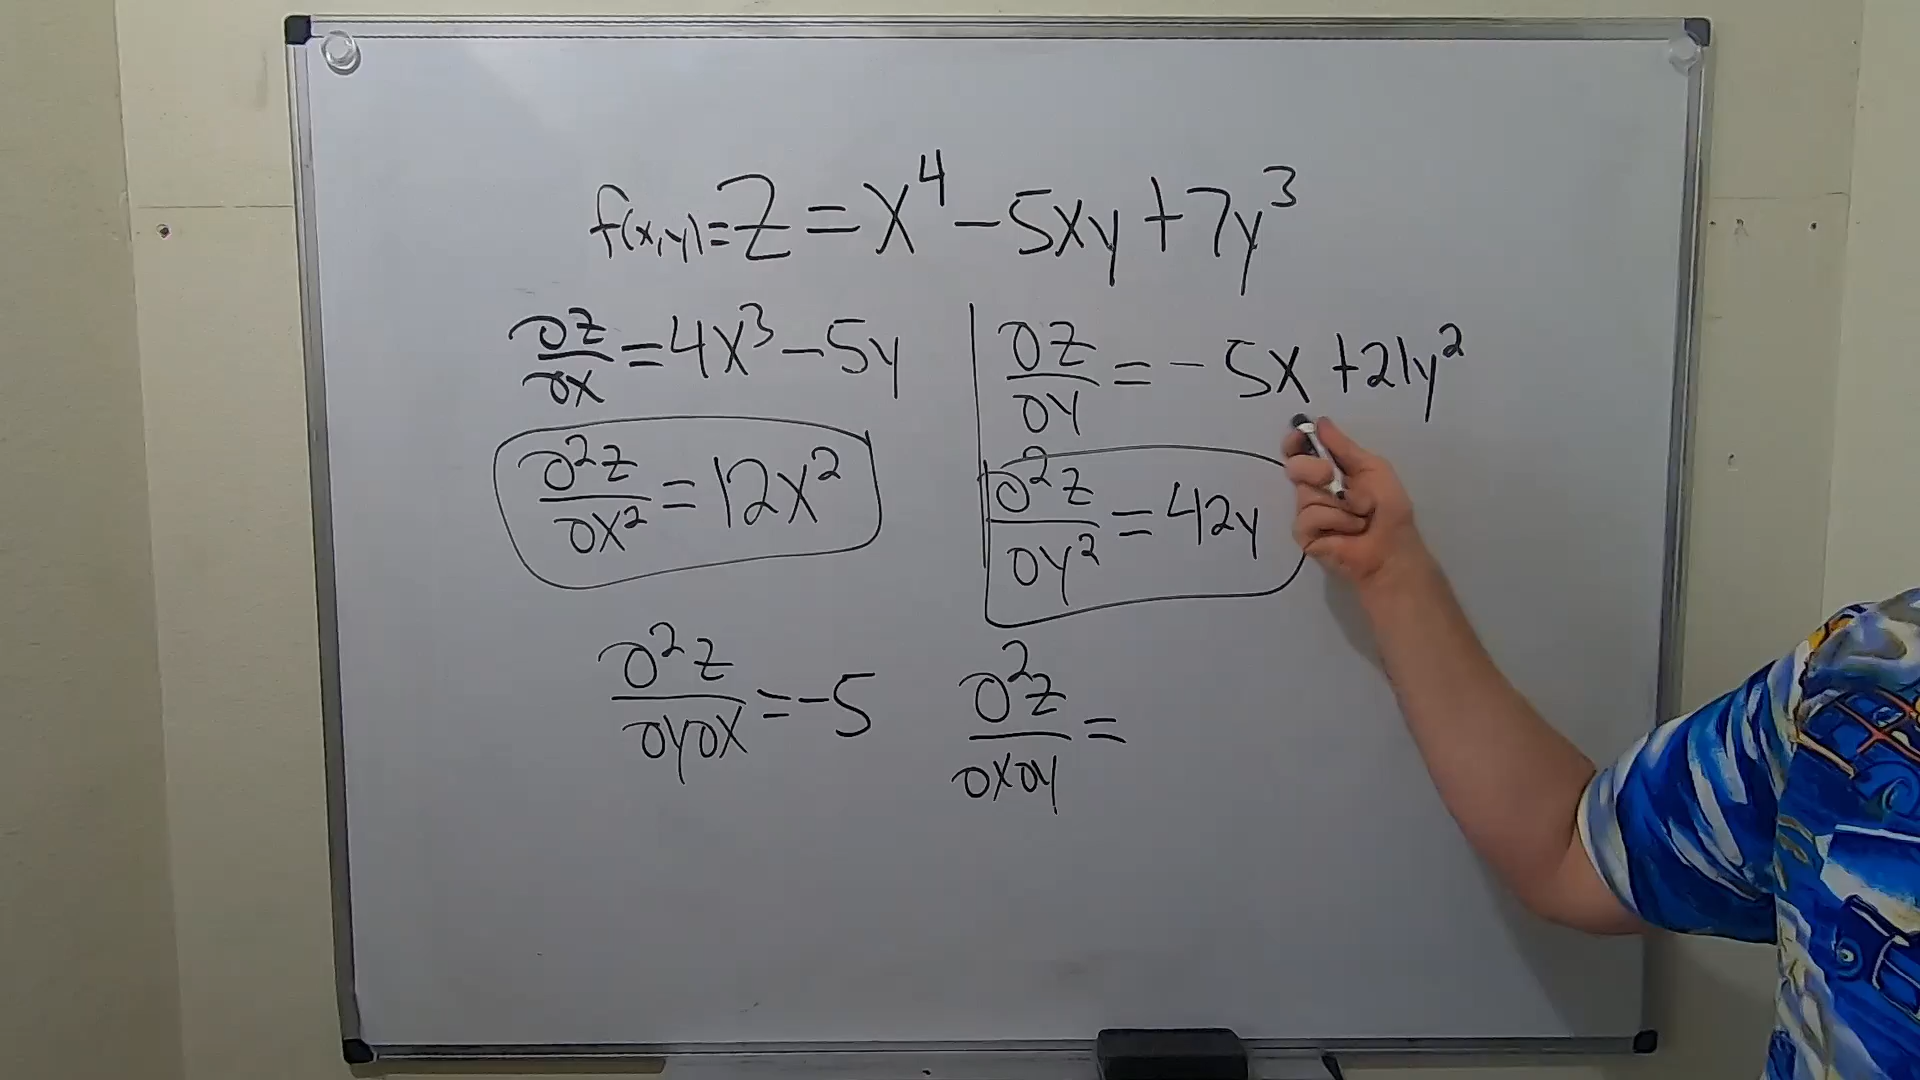 f(x,y) = z = x⁴ - 5xy + 7y³
∂z/∂x = 4x³ - 5y
∂²z/∂x² = 12x²
∂z/∂y = - 5x + 21y²
∂²z/∂y² = 42y
∂²z/∂y∂x = -5
∂²z/∂x∂y =